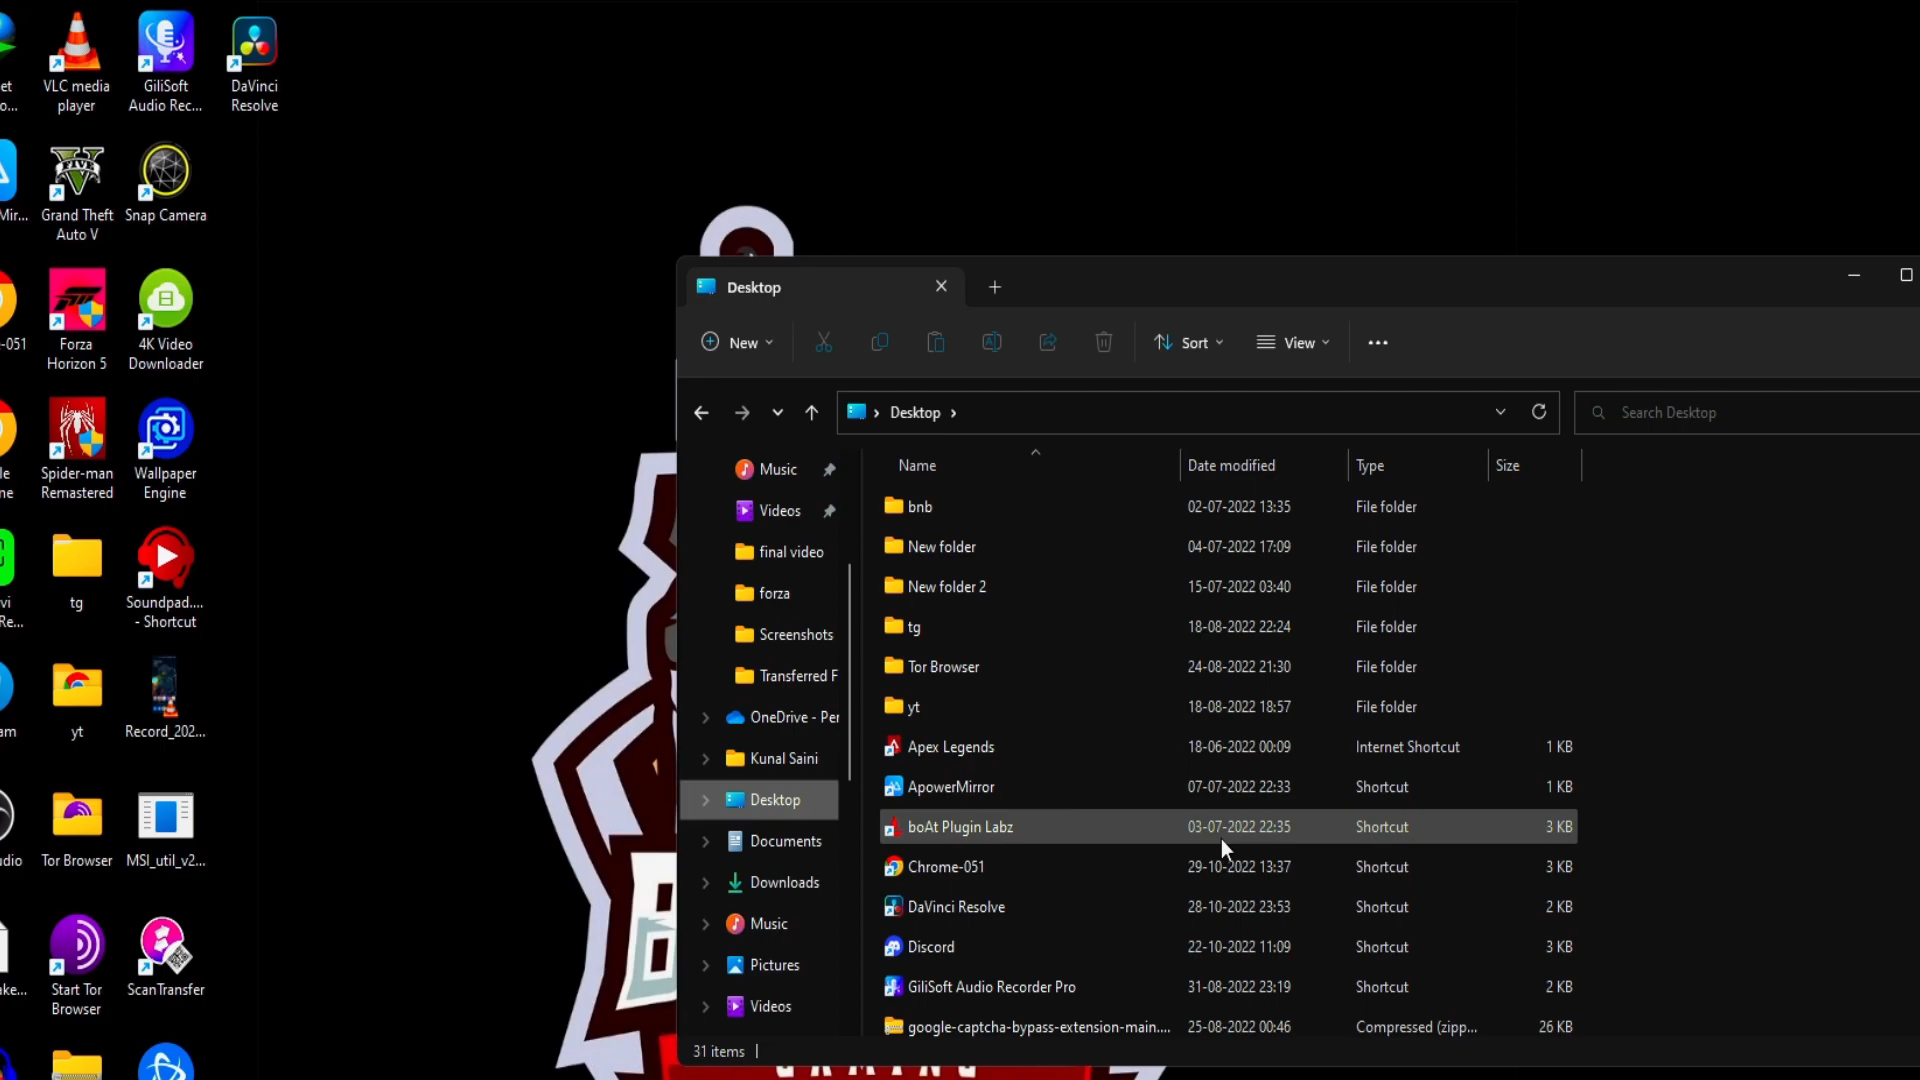 et
o...
VLC media
player
GiliSoft
Audio Rec...
DaVinci
Resolve
Mir...
Grand Theft
Auto V
Snap Camera
-051
Forza
Horizon 5
4K Video
Downloader
le
ne
Spider-man
Remastered
Wallpaper
Engine
vi
Re...
tg
Soundpad....
- Shortcut
am
yt
Record_202...
dio
Tor Browser
MSI_util_v2...
ake...
Start Tor
Browser
ScanTransfer
Desktop
New
Sort
View
Desktop
Search Desktop
Music
Videos
final video
forza
Screenshots
Transferred F
OneDrive - Per
Kunal Saini
Desktop
Documents
Downloads
Music
Pictures
Videos
Name Date modified Type Size
bnb 02-07-2022 13:35 File folder
New folder 04-07-2022 17:09 File folder
New folder 2 15-07-2022 03:40 File folder
tg 18-08-2022 22:24 File folder
Tor Browser 24-08-2022 21:30 File folder
yt 18-08-2022 18:57 File folder
Apex Legends 18-06-2022 00:09 Internet Shortcut 1 KB
ApowerMirror 07-07-2022 22:33 Shortcut 1 KB
boAt Plugin Labz 03-07-2022 22:35 Shortcut 3 KB
Chrome-051 29-10-2022 13:37 Shortcut 3 KB
DaVinci Resolve 28-10-2022 23:53 Shortcut 2 KB
Discord 22-10-2022 11:09 Shortcut 3 KB
GiliSoft Audio Recorder Pro 31-08-2022 23:19 Shortcut 2 KB
google-captcha-bypass-extension-main.... 25-08-2022 00:46 Compressed (zipp... 26 KB
31 items